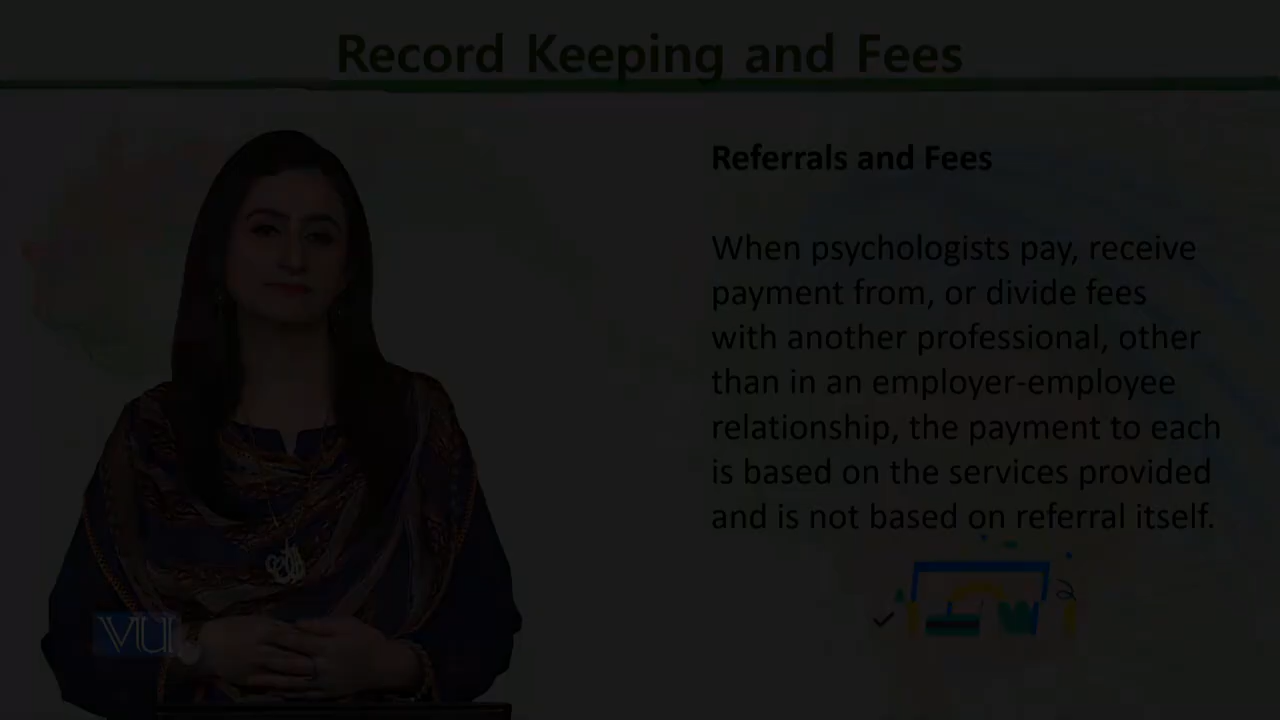 Record Keeping and Fees
Referrals and Fees
When psychologists pay, receive
payment from, or divide fees
with another professional, other
than in an employer-employee
relationship, the payment to each
is based on the services provided
and is not based on referral itself.
VU